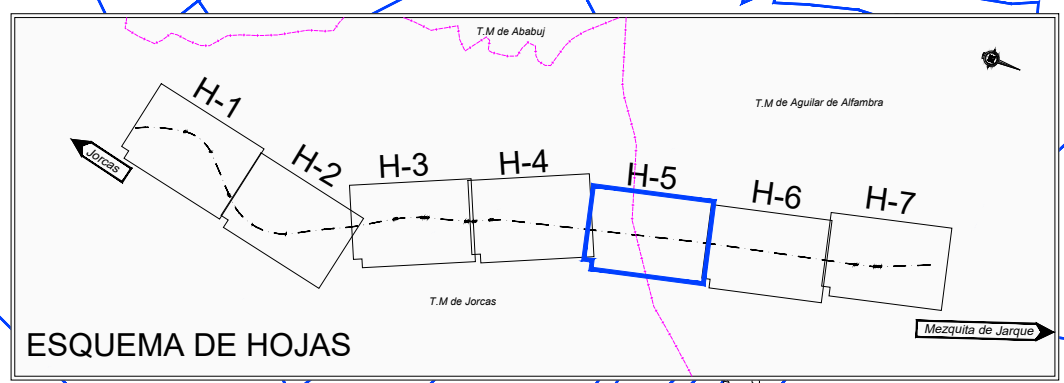 T.M de Ababuj
T.M de Aguilar de Alfambra
H-1
Jorcas
H-2
H-3
H-4
H-5
H-6
H-7
T.M de Jorcas
Mezquita de Jarque
ESQUEMA DE HOJAS